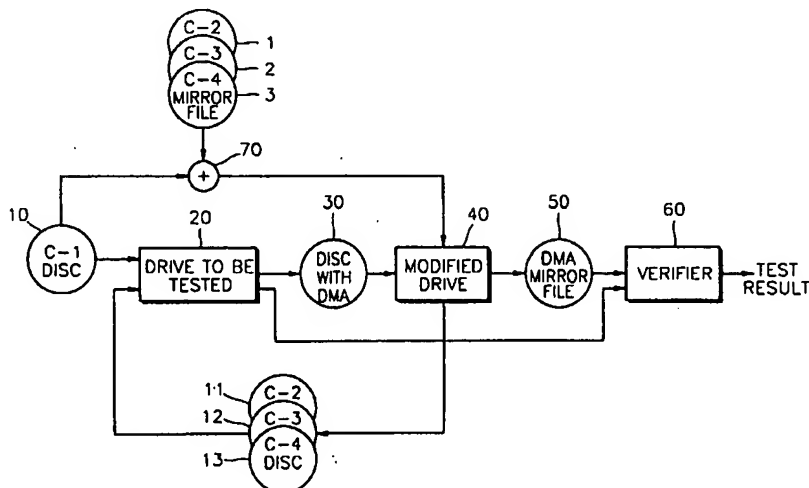 C-2
1
C-3
2
C-4
MIRROR
FILE
3
70
+
10
C-1
DISC
20
DRIVE TO BE
TESTED
30
DISC
WITH
DMA
40
MODIFIED
DRIVE
50
DMA
MIRROR
FILE
60
VERIFIER
TEST
RESULT
11
C-2
12
C-3
13
C-4
DISC